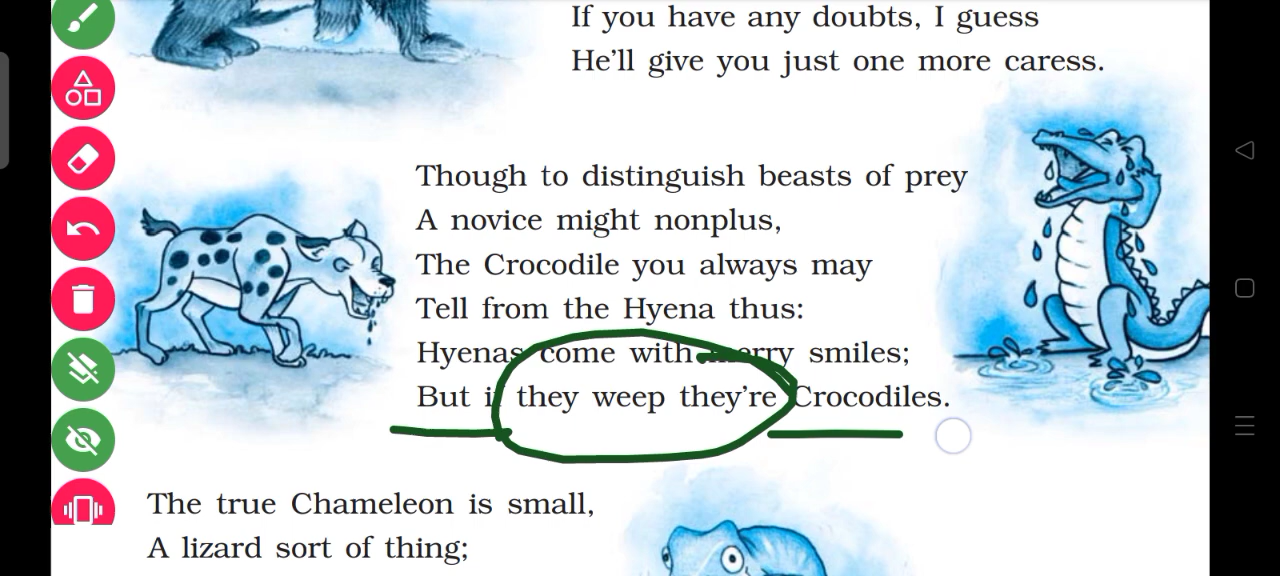 If you have any doubts, I guess
He'll give you just one more caress.
Though to distinguish beasts of prey
A novice might nonplus,
The Crocodile you always may
Tell from the Hyena thus:
Hyenas come with merry smiles;
But if they weep they're Crocodiles.
The true Chameleon is small,
A lizard sort of thing;